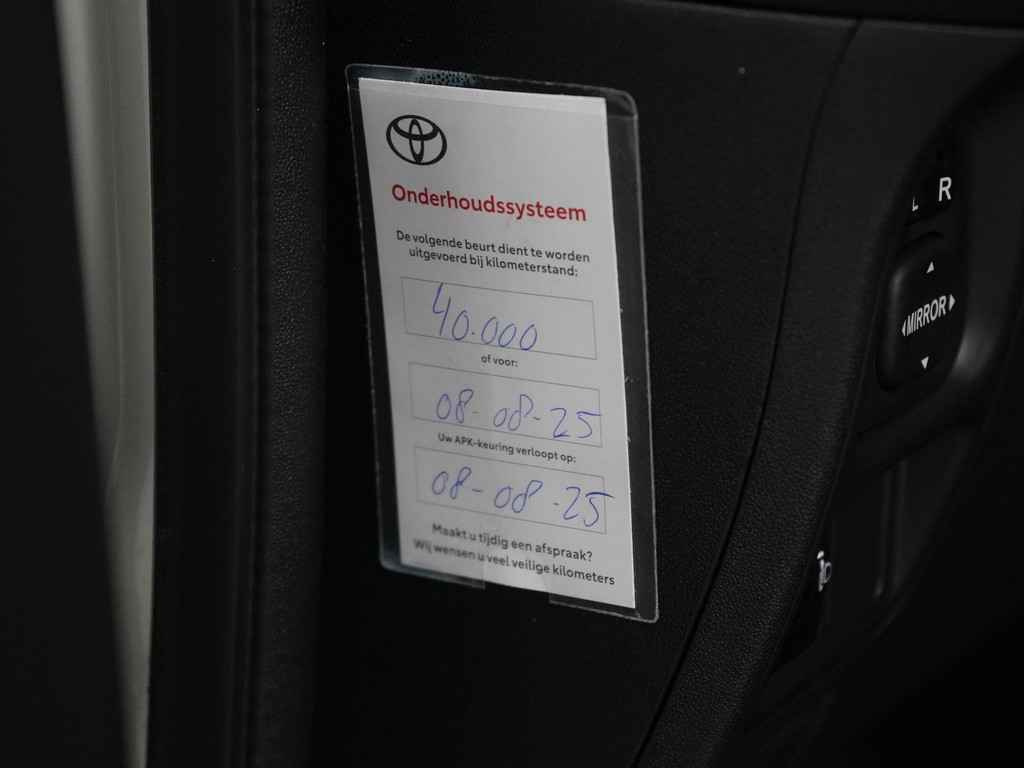 Onderhoudssysteem
De volgende beurt dient te worden
uitgevoerd bij kilometerstand:
40.000
of voor:
08-08-25
Uw APK-keuring verloopt op:
08-08-25
Maakt u tijdig een afspraak?
Wij wensen u veel veilige kilometers
L R
MIRROR